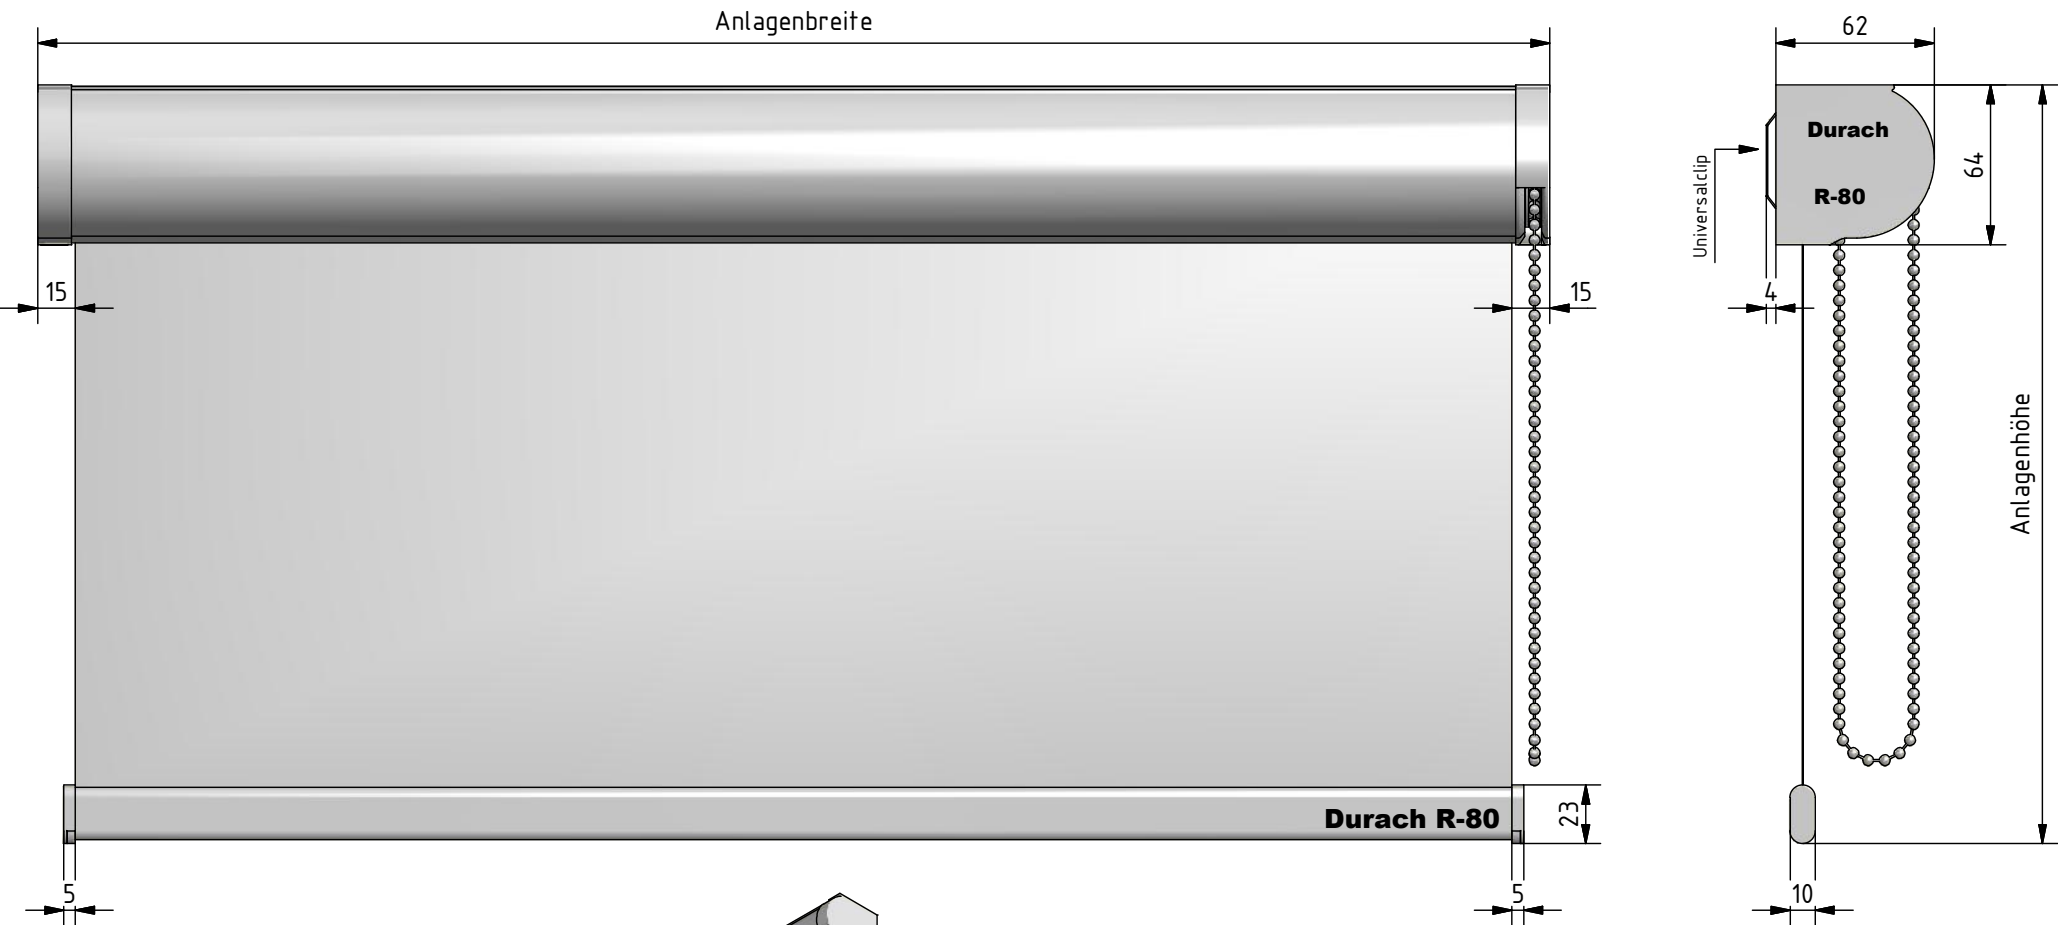 Anlagenbreite
62
Durach
R-80
Universalclip
64
15
15
4
Anlagenhöhe
Durach R-80
23
5
5
10